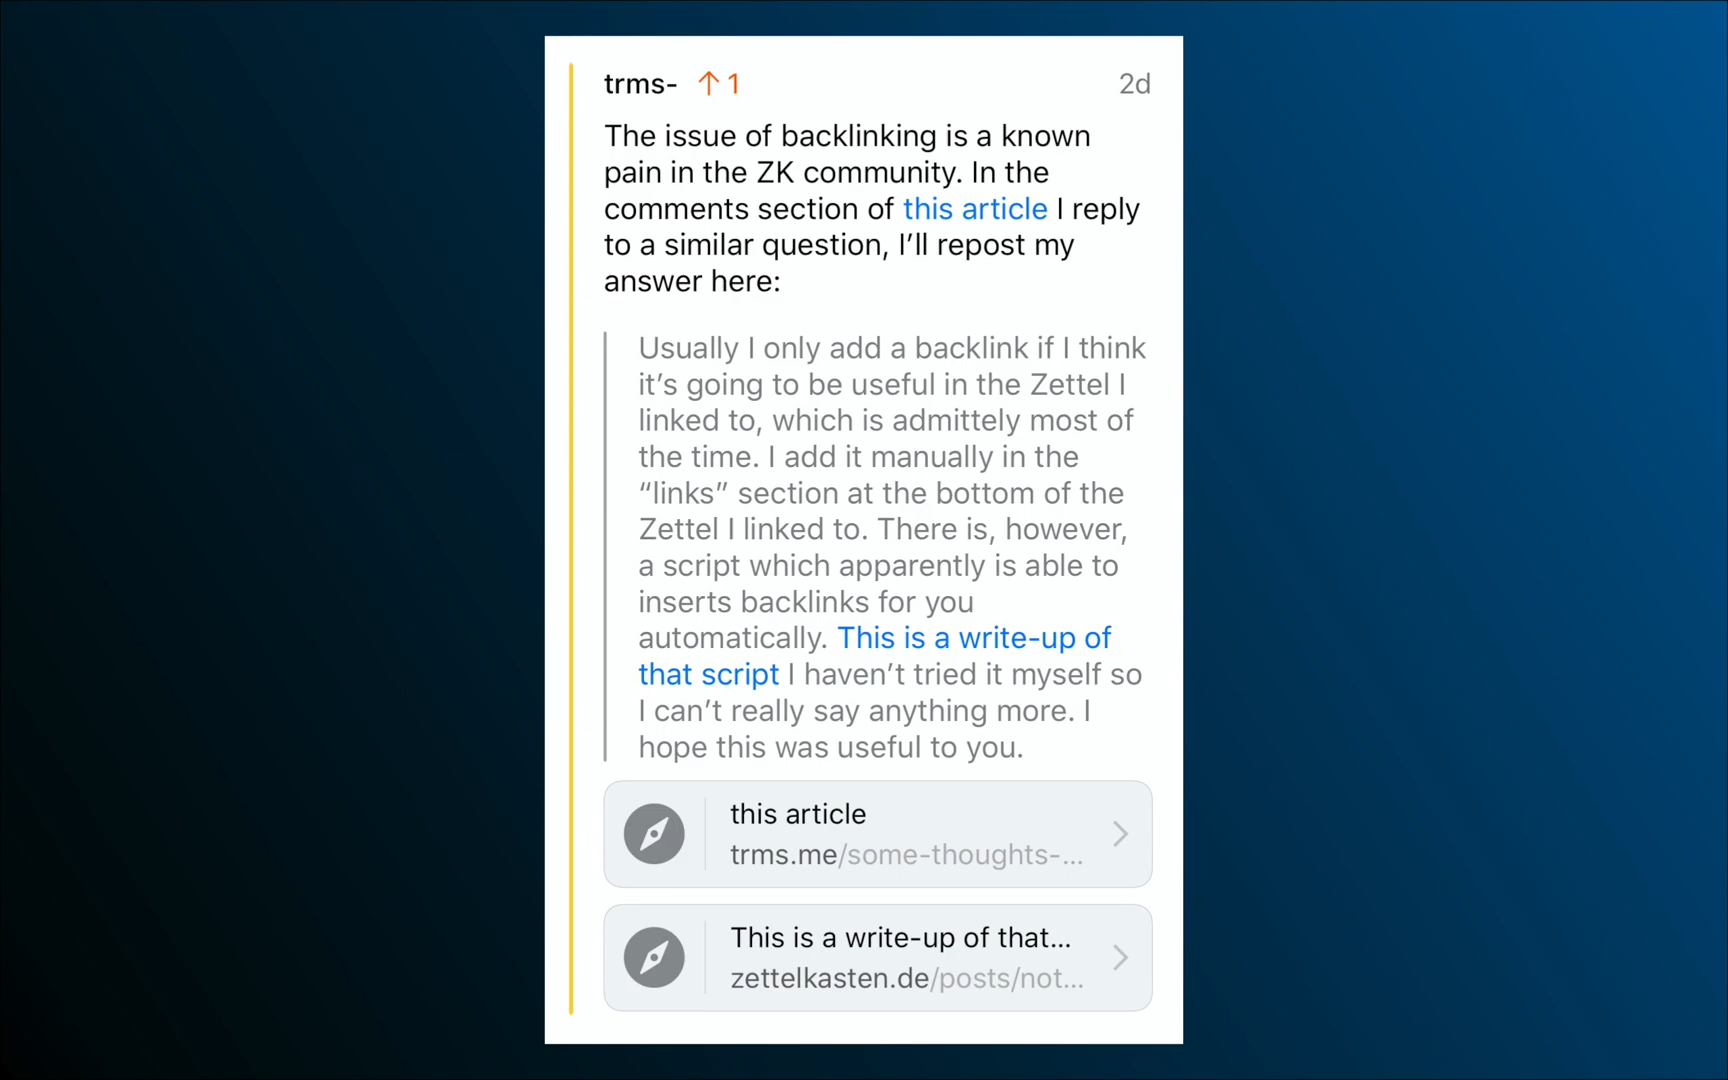 trms- ↑ 1 2d
The issue of backlinking is a known
pain in the ZK community. In the
comments section of this article I reply
to a similar question, I’ll repost my
answer here:
Usually I only add a backlink if I think
it’s going to be useful in the Zettel I
linked to, which is admittely most of
the time. I add it manually in the
“links” section at the bottom of the
Zettel I linked to. There is, however,
a script which apparently is able to
inserts backlinks for you
automatically. This is a write-up of
that script I haven’t tried it myself so
I can’t really say anything more. I
hope this was useful to you.
this article
trms.me/some-thoughts-...
This is a write-up of that...
zettelkasten.de/posts/not...